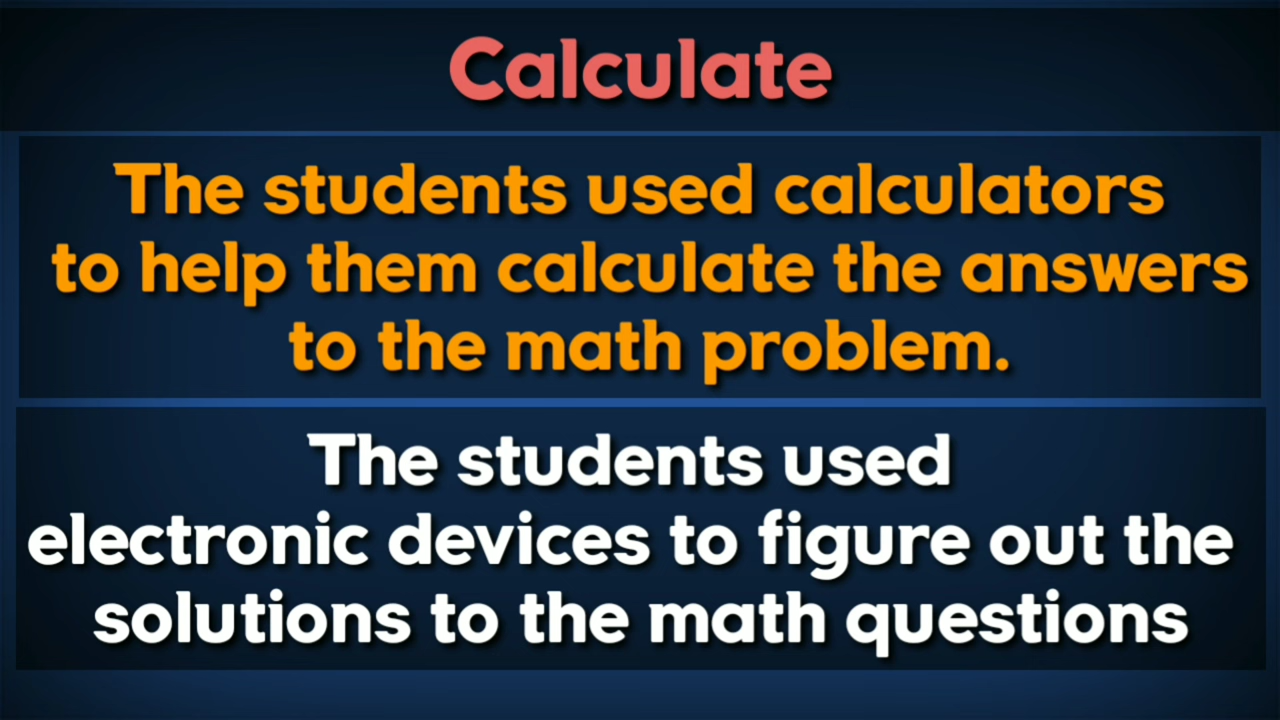 Calculate
The students used calculators
to help them calculate the answers
to the math problem.
The students used
electronic devices to figure out the
solutions to the math questions